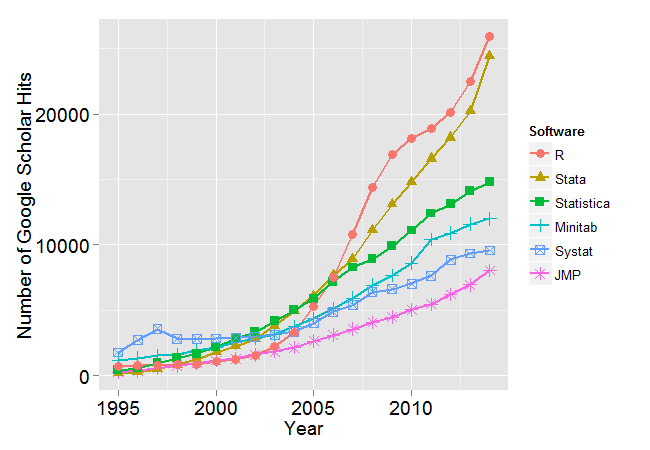 Number of Google Scholar Hits
20000
10000
0
1995 2000 2005 2010
Year
Software
R
Stata
Statistica
Minitab
Systat
JMP